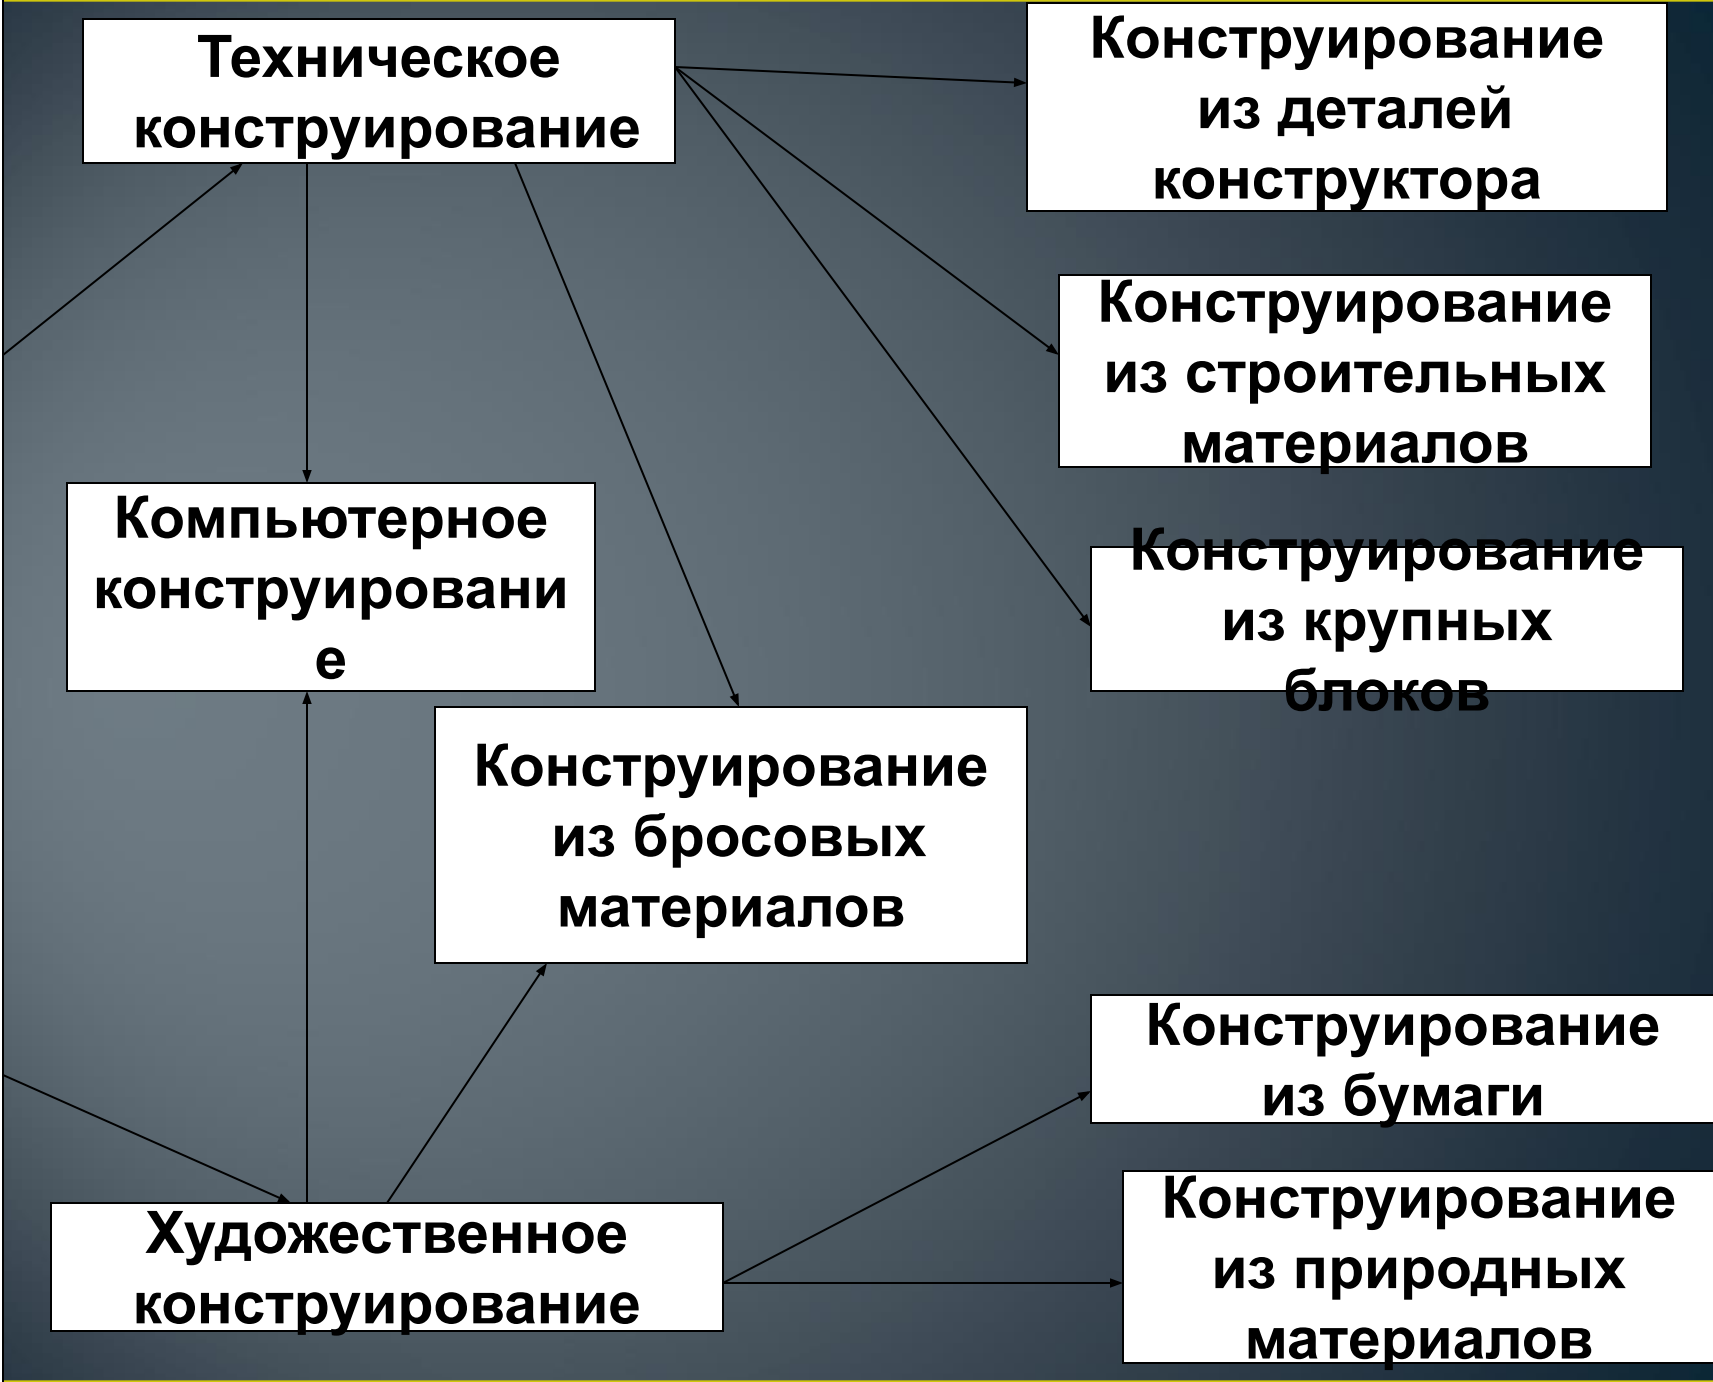 Техническое
конструирование
Конструирование
из деталей
конструктора
Конструирование
из строительных
материалов
Компьютерное
конструировани
е
Конструирование
из крупных
блоков
Конструирование
из бросовых
материалов
Конструирование
из бумаги
Художественное
конструирование
Конструирование
из природных
материалов